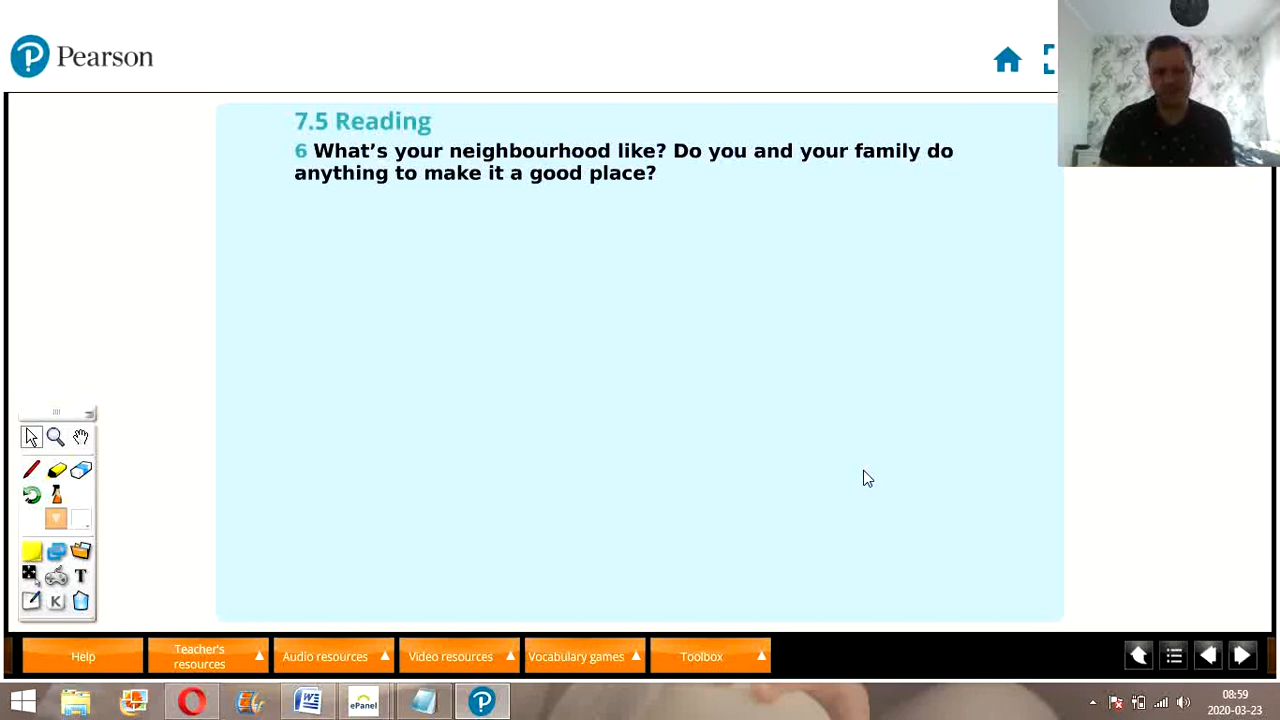 Pearson
7.5 Reading
6 What's your neighbourhood like? Do you and your family do
anything to make it a good place?
T
K
Help
Teacher's
resources
Audio resources
Video resources
Vocabulary games
Toolbox
ePanel
08:59
2020-03-23